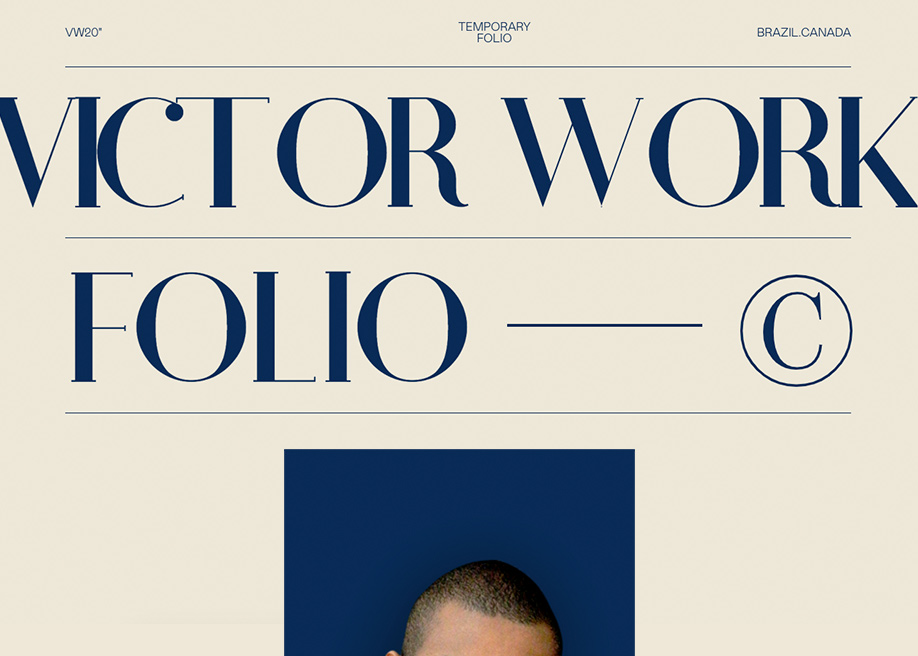 VW20"
TEMPORARY
FOLIO
BRAZIL.CANADA
VICTOR WORK
FOLIO — ©